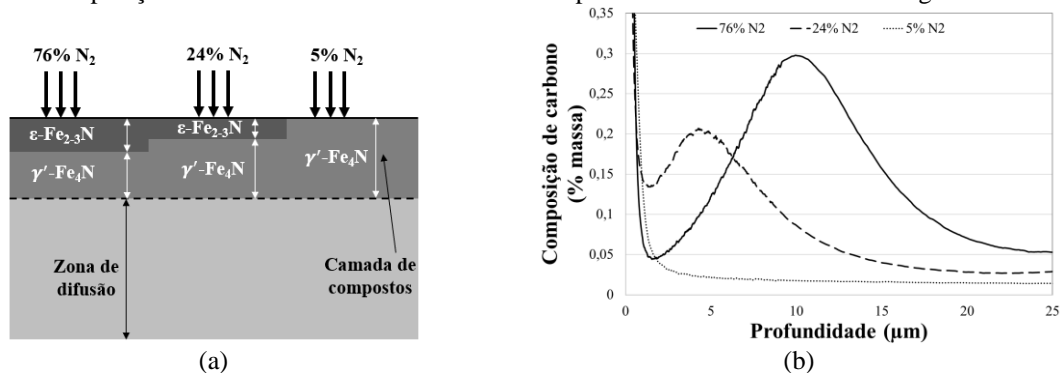 76% N₂ 24% N₂ 5% N₂
ε-Fe₂₋₃N
ε-Fe₂₋₃N
γ′-Fe₄N
γ′-Fe₄N
γ′-Fe₄N
Zona de
difusão
Camada de
compostos
(a)
Composição de carbono
(% massa)
0,35
0,3
0,25
0,2
0,15
0,1
0,05
0
76% N2 24% N2 5% N2
0 5 10 15 20 25
Profundidade (µm)
(b)